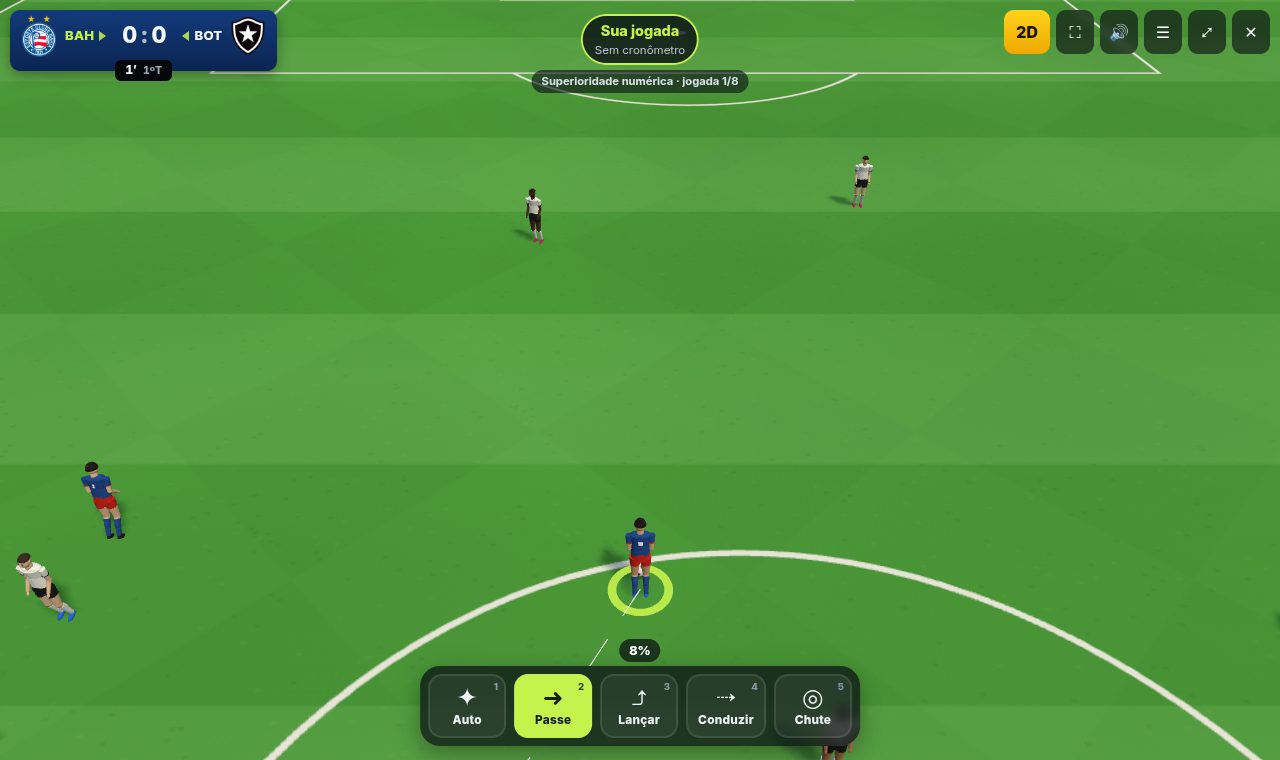 BAH 0:0 BOT
1' 1ºT
Sua jogada
Sem cronômetro
Superioridade numérica · jogada 1/8
2D
8%
1 2 3 4 5
Auto Passe Lançar Conduzir Chute